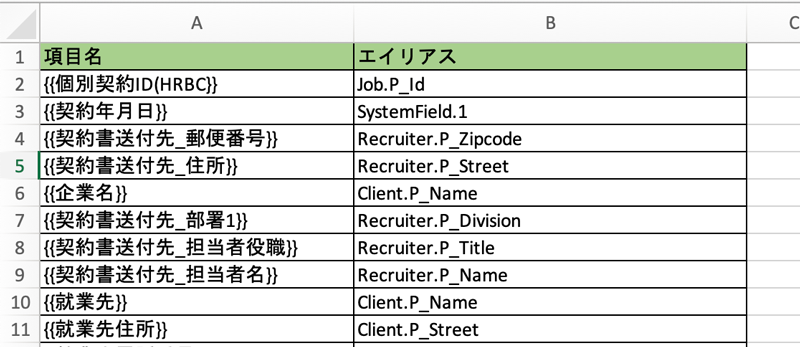 A B C
1 項目名 エイリアス
2 {{個別契約ID(HRBC}} Job.P_Id
3 {{契約年月日}} SystemField.1
4 {{契約書送付先_郵便番号}} Recruiter.P_Zipcode
5 {{契約書送付先_住所}} Recruiter.P_Street
6 {{企業名}} Client.P_Name
7 {{契約書送付先_部署1}} Recruiter.P_Division
8 {{契約書送付先_担当者役職}} Recruiter.P_Title
9 {{契約書送付先_担当者名}} Recruiter.P_Name
10 {{就業先}} Client.P_Name
11 {{就業先住所}} Client.P_Street